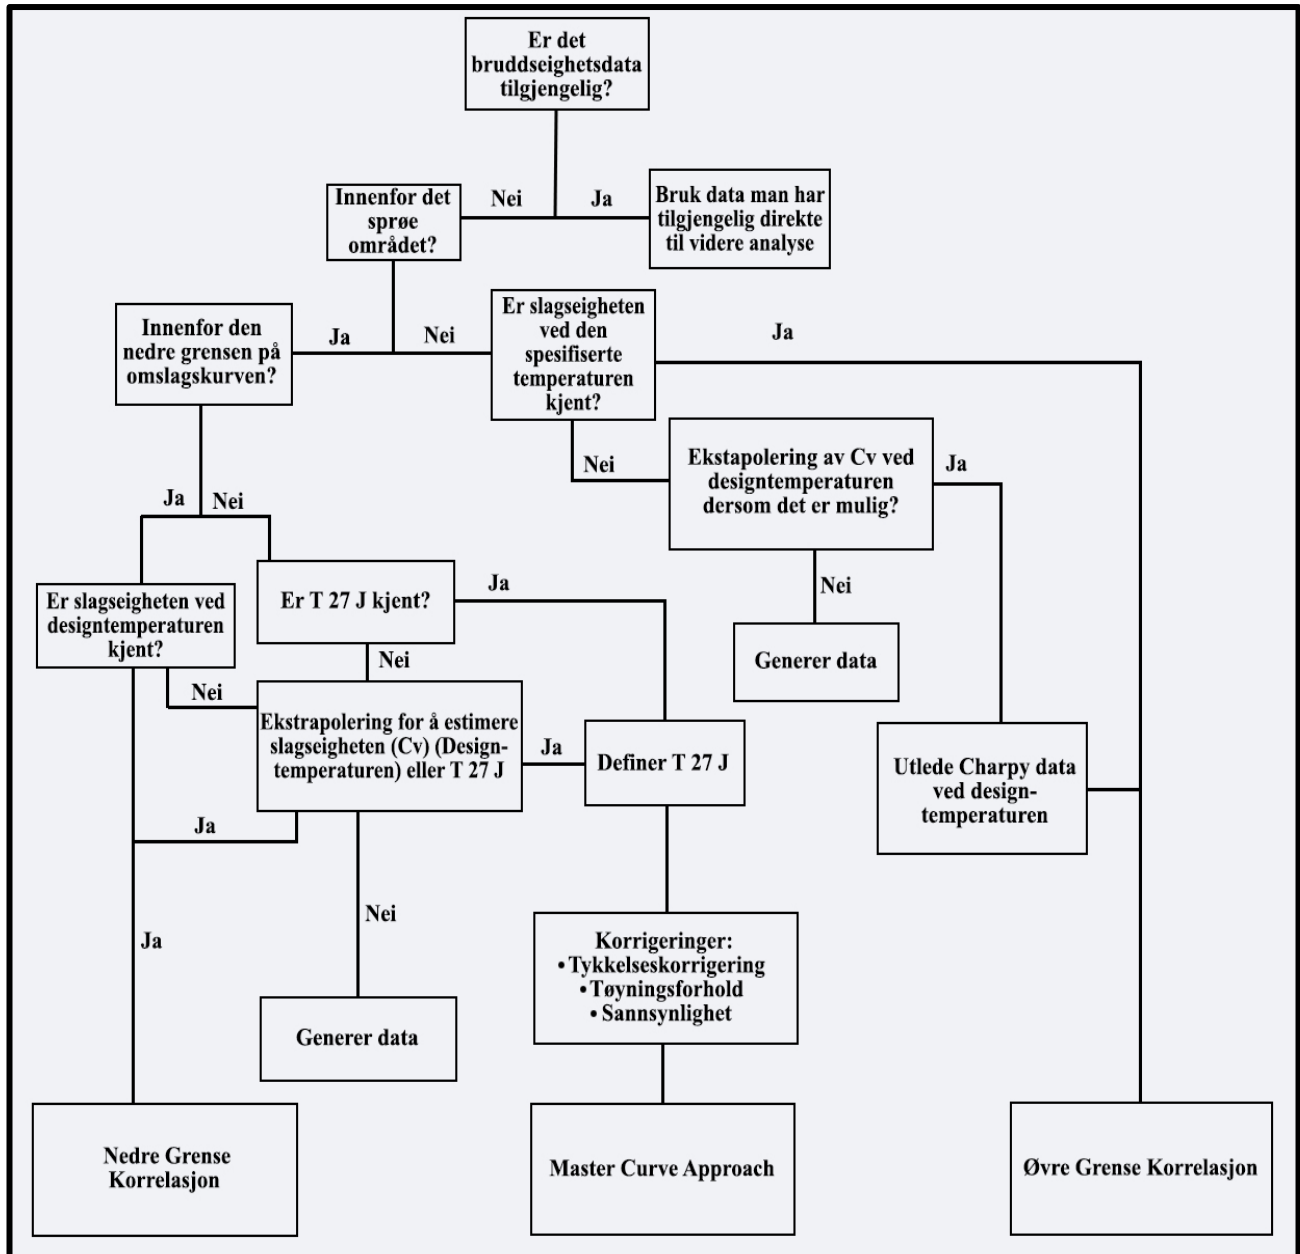 Er det
bruddseighetsdata
tilgjengelig?
Nei
Ja
Innenfor det
sprøe
området?
Bruk data man har
tilgjengelig direkte
til videre analyse
Innenfor den
nedre grensen på
omslagskurven?
Ja
Nei
Er slagseigheten
ved den
spesifiserte
temperaturen
kjent?
Ja
Nei
Ekstapolering av Cv ved
designtemperaturen
dersom det er mulig?
Ja
Ja
Nei
Er slagseigheten ved
designtemperaturen
kjent?
Er T 27 J kjent?
Ja
Nei
Generer data
Nei
Nei
Ekstrapolering for å estimere
slagseigheten (Cv) (Design-
temperaturen) eller T 27 J
Ja
Definer T 27 J
Utlede Charpy data
ved design-
temperaturen
Ja
Nei
Ja
Korrigeringer:
• Tykkelseskorrigering
• Tøyningsforhold
• Sannsynlighet
Generer data
Nedre Grense
Korrelasjon
Master Curve Approach
Øvre Grense Korrelasjon